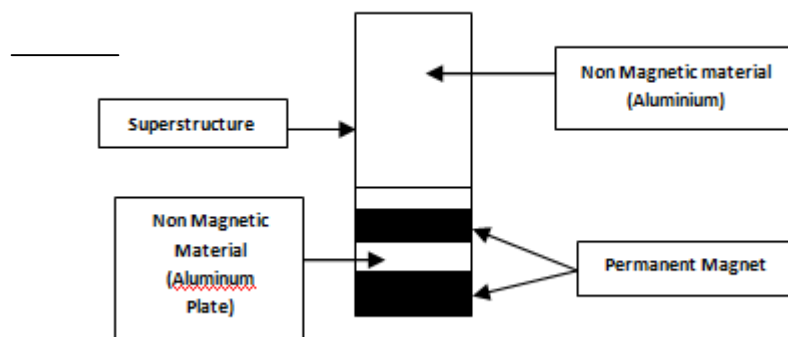 Non Magnetic material
(Aluminium)
Superstructure
Non Magnetic
Material
(Aluminum
Plate)
Permanent Magnet